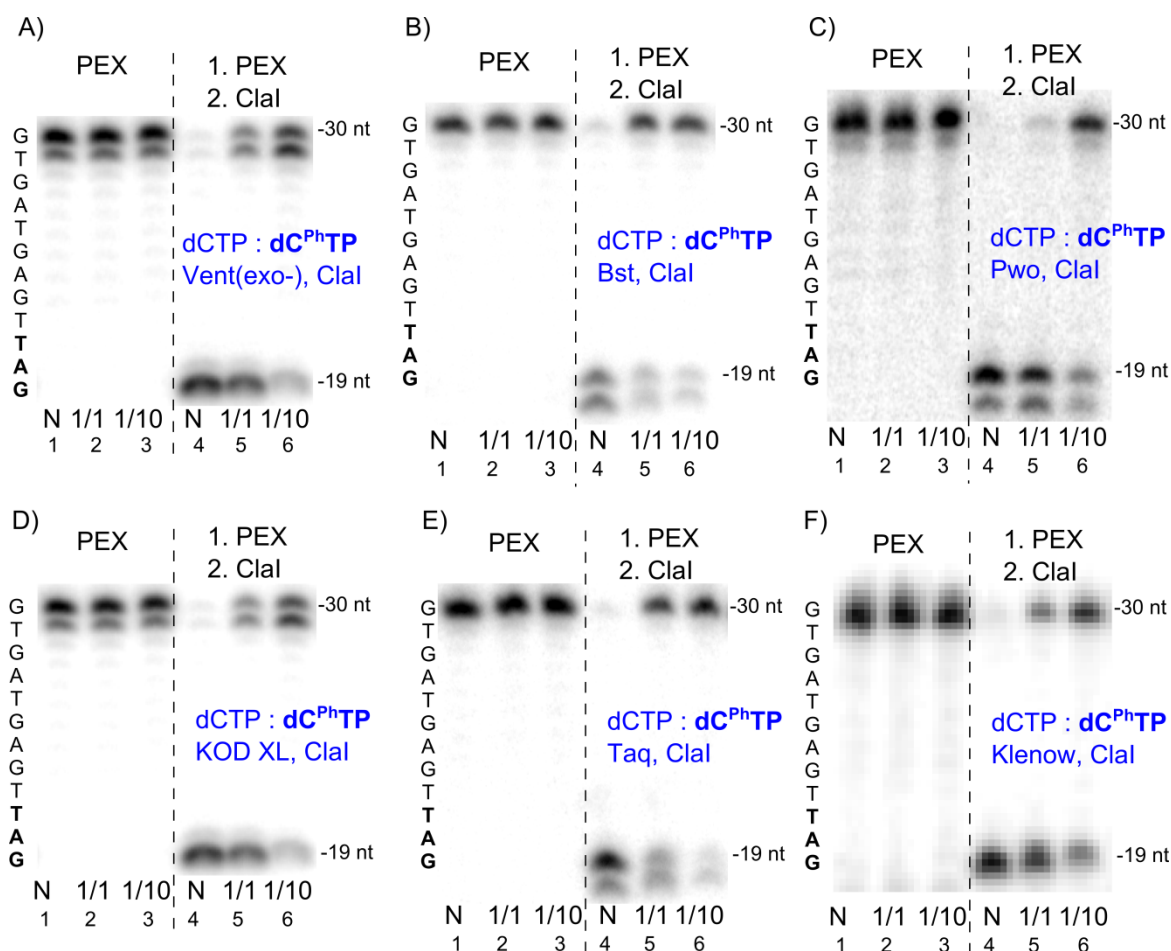 A)
PEX
1. PEX
2. ClaI
G
T
G
A
T
G
A
G
T
T
A
G
-30 nt
dCTP : dC^PhTP
Vent(exo-), ClaI
-19 nt
N 1/1 1/10 N 1/1 1/10
1 2 3 4 5 6
B)
PEX
1. PEX
2. ClaI
G
T
G
A
T
G
A
G
T
T
A
G
-30 nt
dCTP : dC^PhTP
Bst, ClaI
-19 nt
N 1/1 1/10 N 1/1 1/10
1 2 3 4 5 6
C)
PEX
1. PEX
2. ClaI
G
T
G
A
T
G
A
G
T
T
A
G
-30 nt
dCTP : dC^PhTP
Pwo, ClaI
-19 nt
N 1/1 1/10 N 1/1 1/10
1 2 3 4 5 6
D)
PEX
1. PEX
2. ClaI
G
T
G
A
T
G
A
G
T
T
A
G
-30 nt
dCTP : dC^PhTP
KOD XL, ClaI
-19 nt
N 1/1 1/10 N 1/1 1/10
1 2 3 4 5 6
E)
PEX
1. PEX
2. ClaI
G
T
G
A
T
G
A
G
T
T
A
G
-30 nt
dCTP : dC^PhTP
Taq, ClaI
-19 nt
N 1/1 1/10 N 1/1 1/10
1 2 3 4 5 6
F)
PEX
1. PEX
2. ClaI
G
T
G
A
T
G
A
G
T
T
A
G
-30 nt
dCTP : dC^PhTP
Klenow, ClaI
-19 nt
N 1/1 1/10 N 1/1 1/10
1 2 3 4 5 6